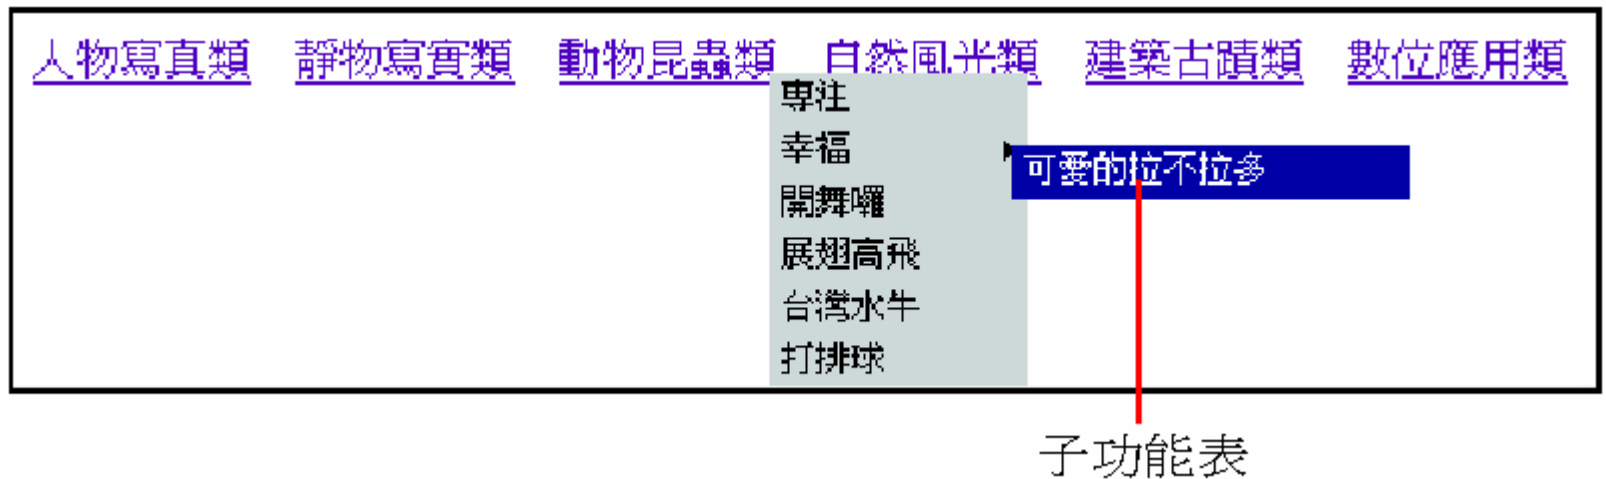 人物寫真類 靜物寫實類 動物昆蟲類 自然風光類 建築古蹟類 數位應用類
專注
幸福
可愛的拉不拉多
開舞囉
展翅高飛
台灣水牛
打排球
子功能表